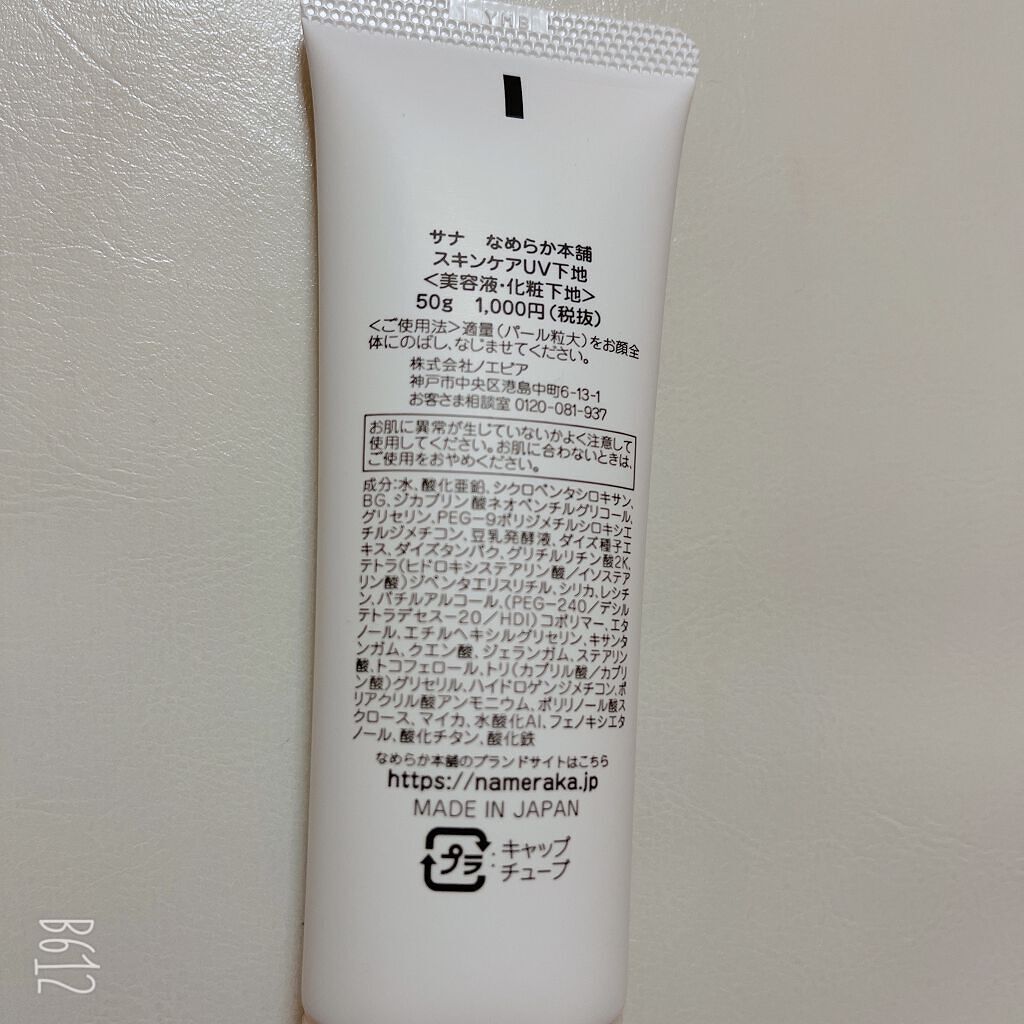 YHB
サナ なめらか本舗
スキンケアUV下地
<美容液・化粧下地>
50g 1,000円(税抜)
<ご使用法>適量(パール粒大)をお顔全
体にのばし、なじませてください。
株式会社ノエビア
神戸市中央区港島中町6-13-1
お客さま相談室 0120-081-937
お肌に異常が生じていないかよく注意して
使用してください。お肌に合わないときは、
ご使用をおやめください。
成分:水、酸化亜鉛、シクロペンタシロキサン、
BG、ジカプリン酸ネオペンチルグリコール、
グリセリン、PEG-9ポリジメチルシロキシエ
チルジメチコン、豆乳発酵液、ダイズ種子エ
キス、ダイズタンパク、グリチルリチン酸2K、
テトラ(ヒドロキシステアリン酸/イソステア
リン酸)ジペンタエリスリチル、シリカ、レシチ
ン、バチルアルコール、(PEG-240/デシル
テトラデセス-20/HDI)コポリマー、エタ
ノール、エチルヘキシルグリセリン、キサンタ
ンガム、クエン酸、ジェランガム、ステアリン
酸、トコフェロール、トリ(カプリル酸/カプリ
ン酸)グリセリル、ハイドロゲンジメチコン、ポ
リアクリル酸アンモニウム、ポリリノール酸ス
クロース、マイカ、水酸化Al、フェノキシエタ
ノール、酸化チタン、酸化鉄
なめらか本舗のブランドサイトはこちら
https://nameraka.jp
MADE IN JAPAN
プラ : キャップ
チューブ
B612